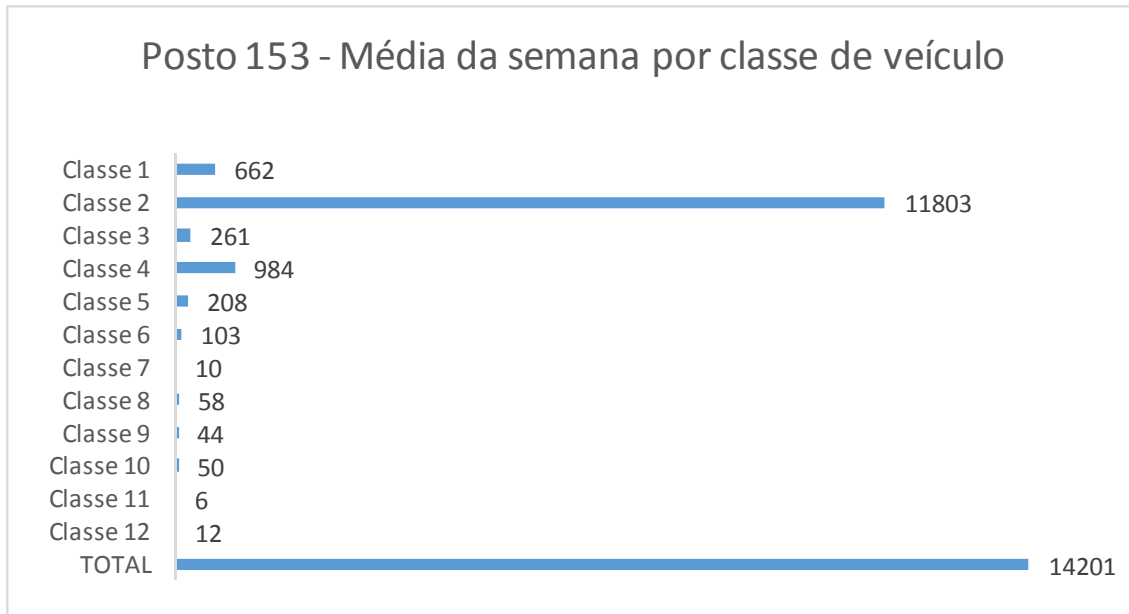 Posto 153 - Média da semana por classe de veículo
Classe 1 662
Classe 2 11803
Classe 3 261
Classe 4 984
Classe 5 208
Classe 6 103
Classe 7 10
Classe 8 58
Classe 9 44
Classe 10 50
Classe 11 6
Classe 12 12
TOTAL 14201